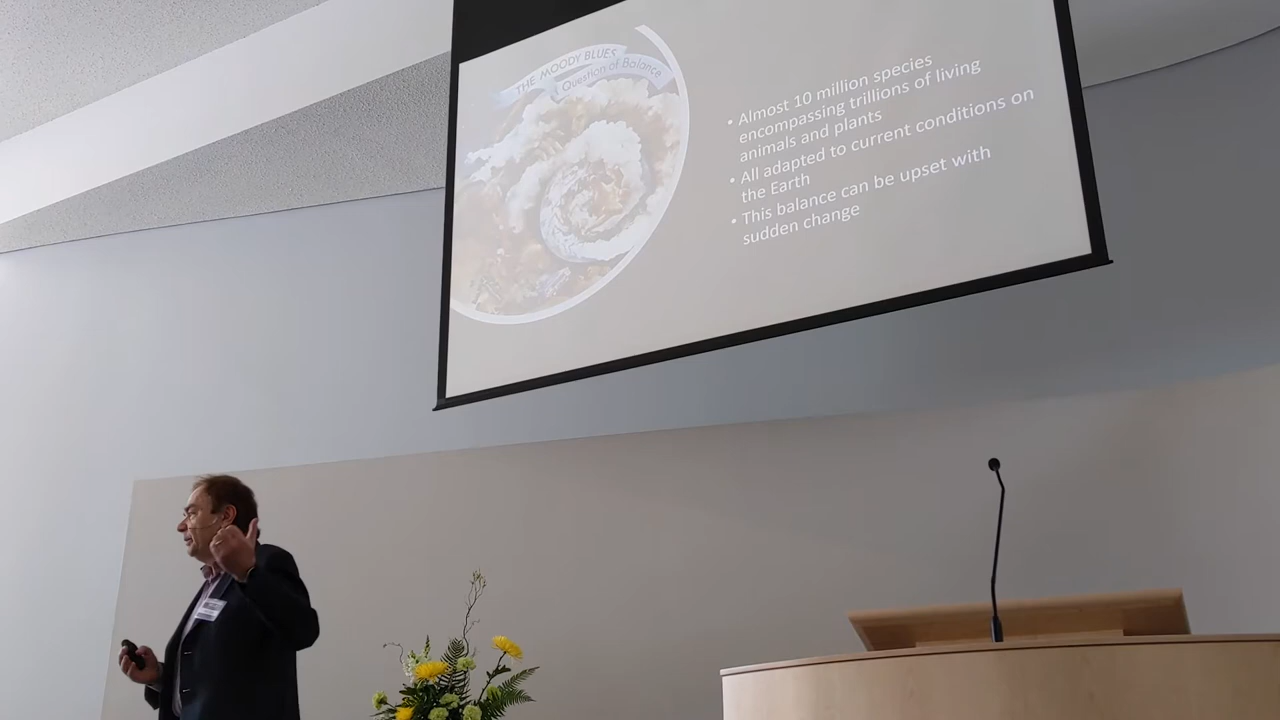 THE MOODY BLUES
A Question of Balance
• Almost 10 million species
encompassing trillions of living
animals and plants
• All adapted to current conditions on
the Earth
• This balance can be upset with
sudden change